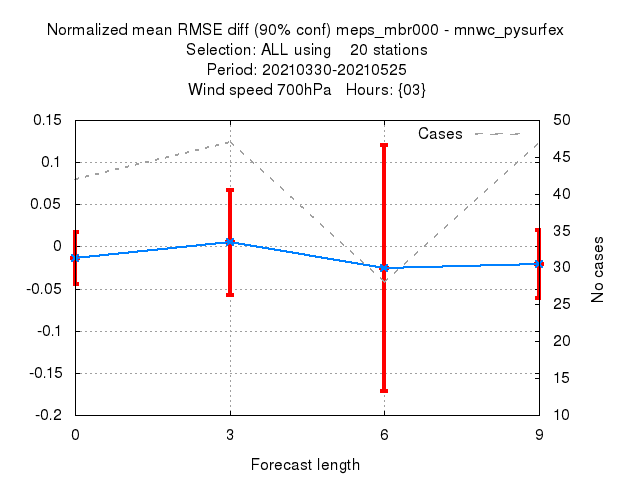 Normalized mean RMSE diff (90% conf) meps_mbr000 - mnwc_pysurfex
Selection: ALL using    20 stations
Period: 20210330-20210525
Wind speed 700hPa   Hours: {03}
0.15
0.1
0.05
0
-0.05
-0.1
-0.15
-0.2
Cases
50
45
40
35
30
25
20
15
10
No cases
0 3 6 9
Forecast length